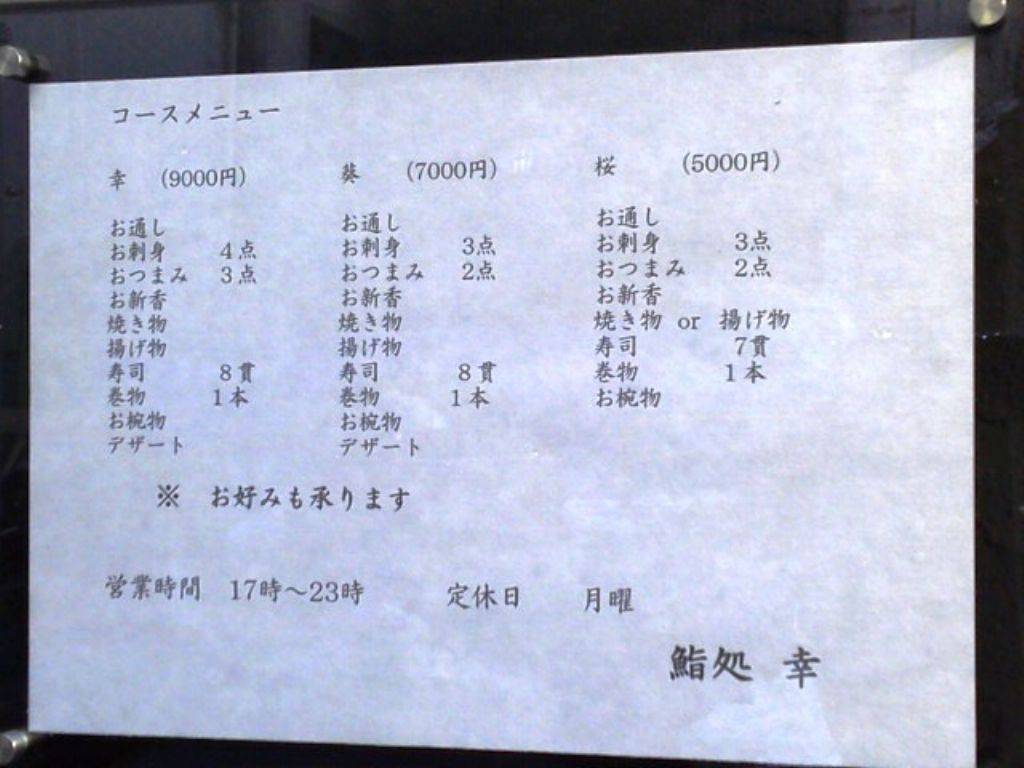 コースメニュー
幸 (9000円)
お通し
お刺身 4点
おつまみ 3点
お新香
焼き物
揚げ物
寿司 8貫
巻物 1本
お椀物
デザート
葵 (7000円)
お通し
お刺身 3点
おつまみ 2点
お新香
焼き物
揚げ物
寿司 8貫
巻物 1本
お椀物
デザート
桜 (5000円)
お通し
お刺身 3点
おつまみ 2点
お新香
焼き物 or 揚げ物
寿司 7貫
巻物 1本
お椀物
※ お好みも承ります
営業時間 17時～23時 定休日 月曜
鮨処 幸